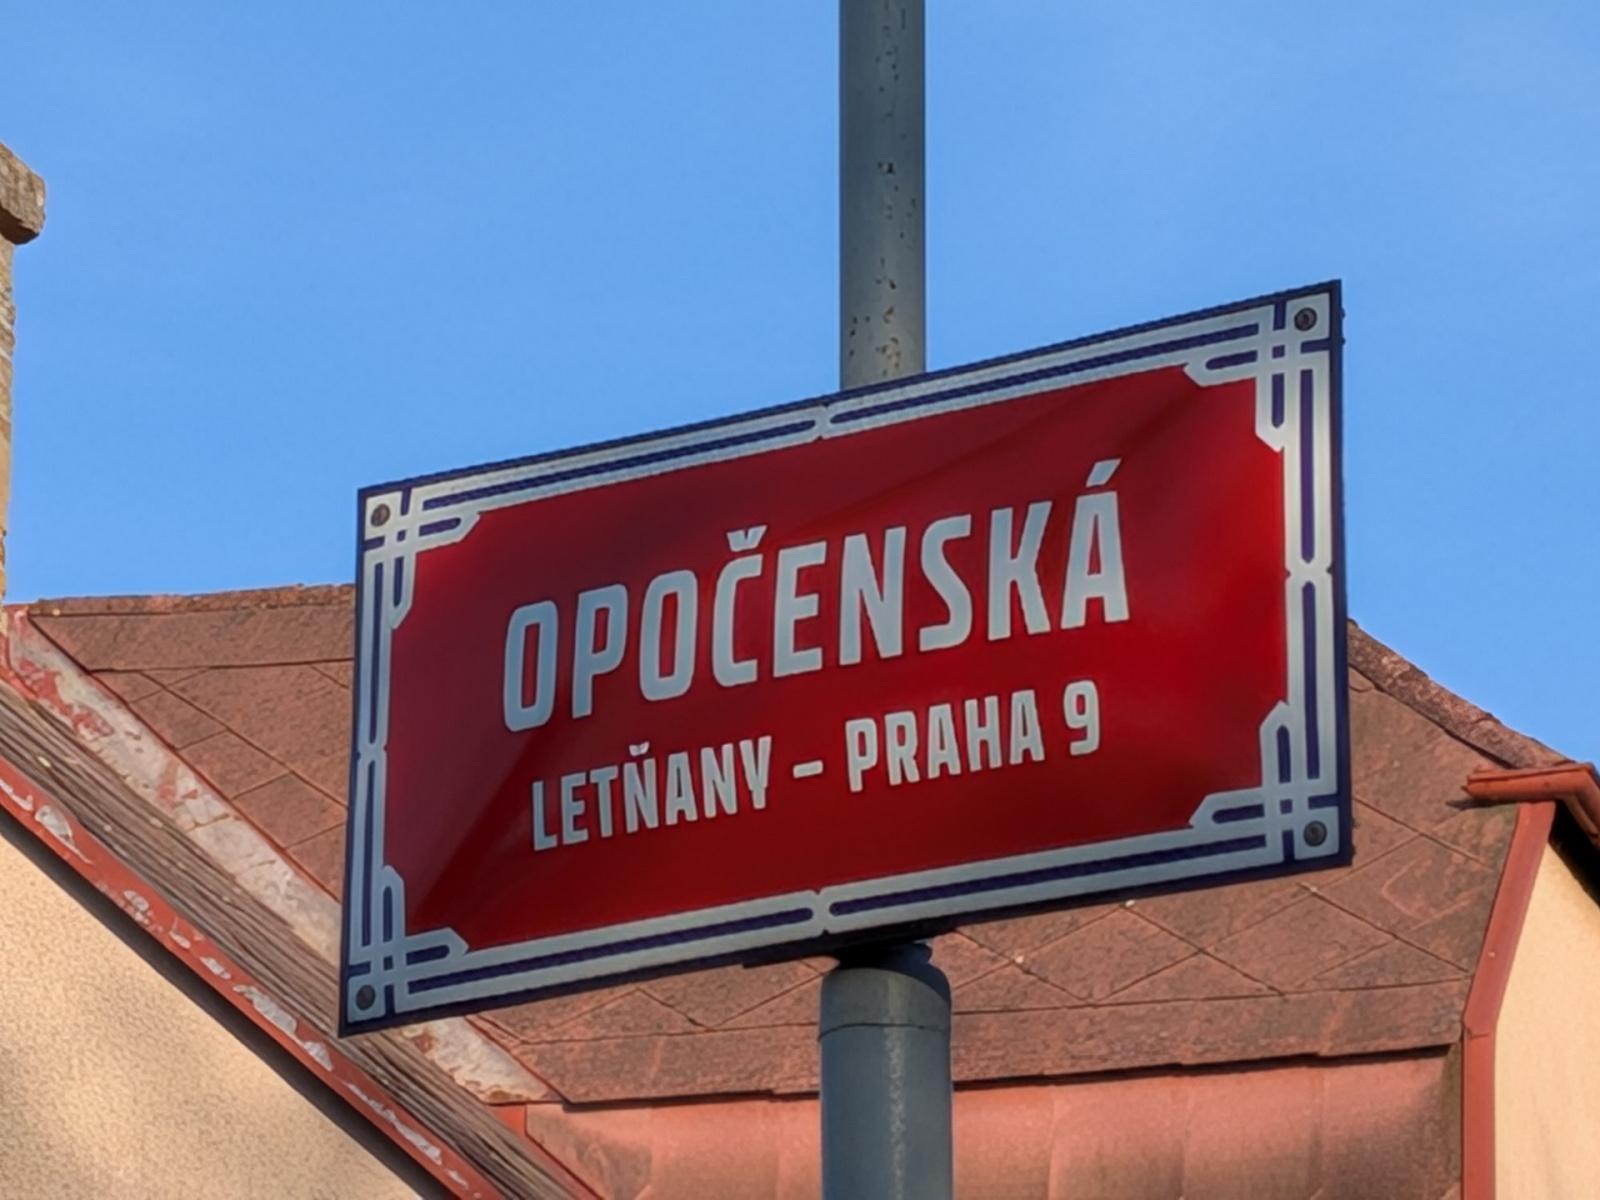 OPOČENSKÁ
LETŇANY – PRAHA 9